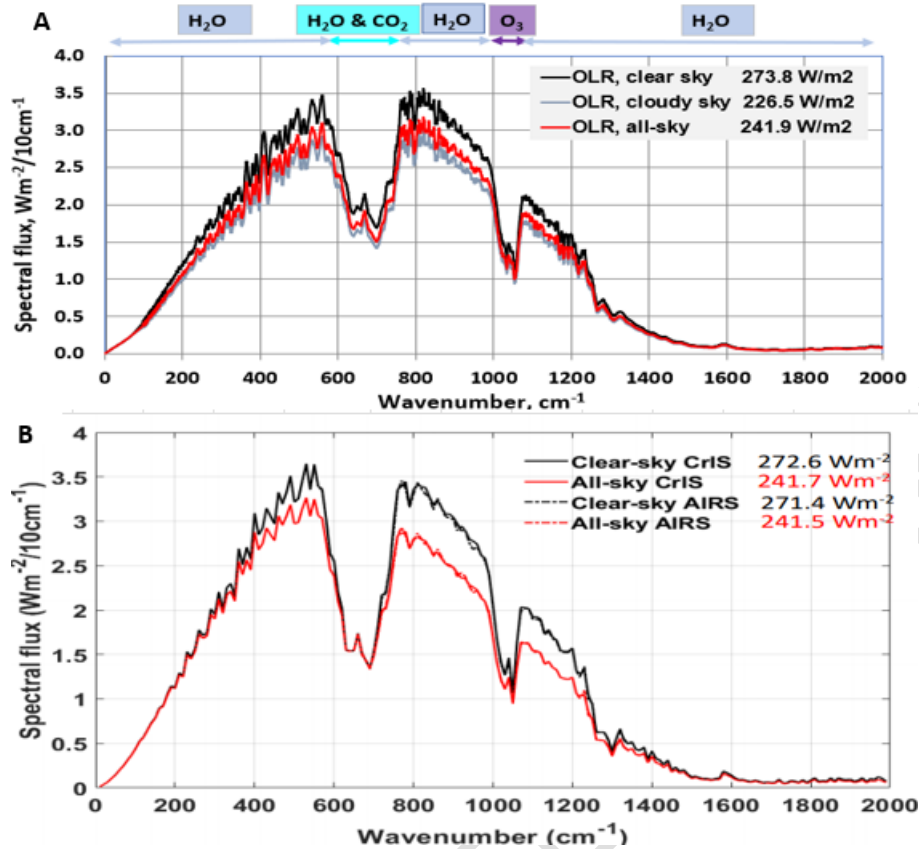 A
H₂O
H₂O & CO₂
H₂O
O₃
H₂O
OLR, clear sky 273.8 W/m2
OLR, cloudy sky 226.5 W/m2
OLR, all-sky 241.9 W/m2
Spectral flux, Wm⁻²/10cm⁻¹
4.0
3.5
3.0
2.5
2.0
1.5
1.0
0.5
0.0
0 200 400 600 800 1000 1200 1400 1600 1800 2000
Wavenumber, cm⁻¹
B
Clear-sky CrIS 272.6 Wm⁻²
All-sky CrIS 241.7 Wm⁻²
Clear-sky AIRS 271.4 Wm⁻²
All-sky AIRS 241.5 Wm⁻²
Spectral flux (Wm⁻²/10cm⁻¹)
4
3.5
3
2.5
2
1.5
1
0.5
0
0 200 400 600 800 1000 1200 1400 1600 1800 2000
Wavenumber (cm⁻¹)